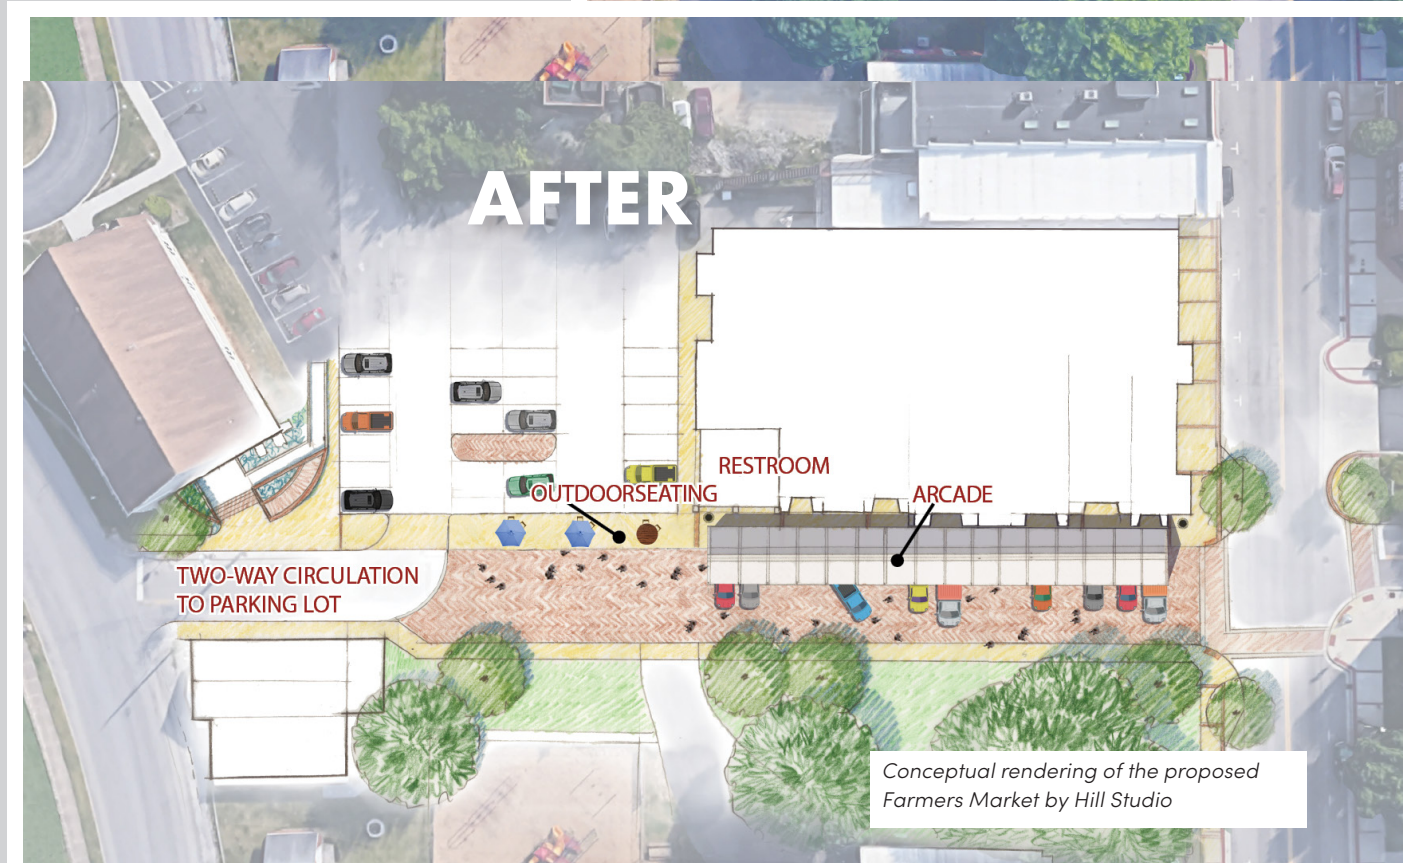 AFTER
RESTROOM
OUTDOORSEATING
ARCADE
TWO-WAY CIRCULATION
TO PARKING LOT
Conceptual rendering of the proposed
Farmers Market by Hill Studio